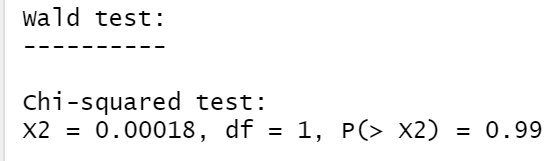 Wald test:
----------
Chi-squared test:
X2 = 0.00018, df = 1, P(> X2) = 0.99